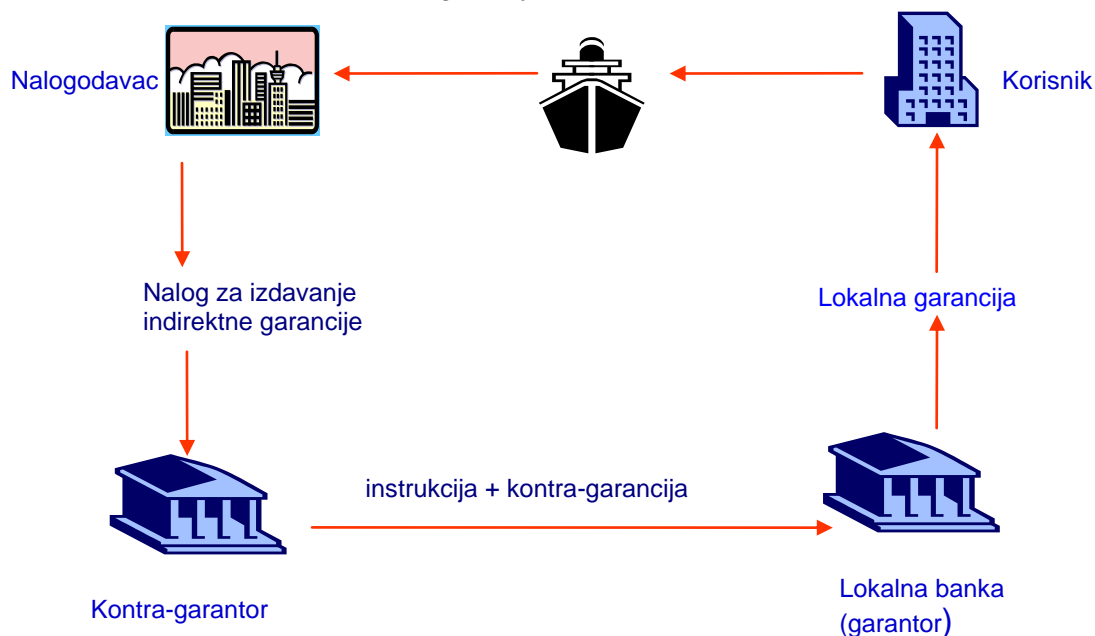 Nalogodavac
Korisnik
Nalog za izdavanje
indirektne garancije
Lokalna garancija
instrukcija + kontra-garancija
Kontra-garantor
Lokalna banka
(garantor)